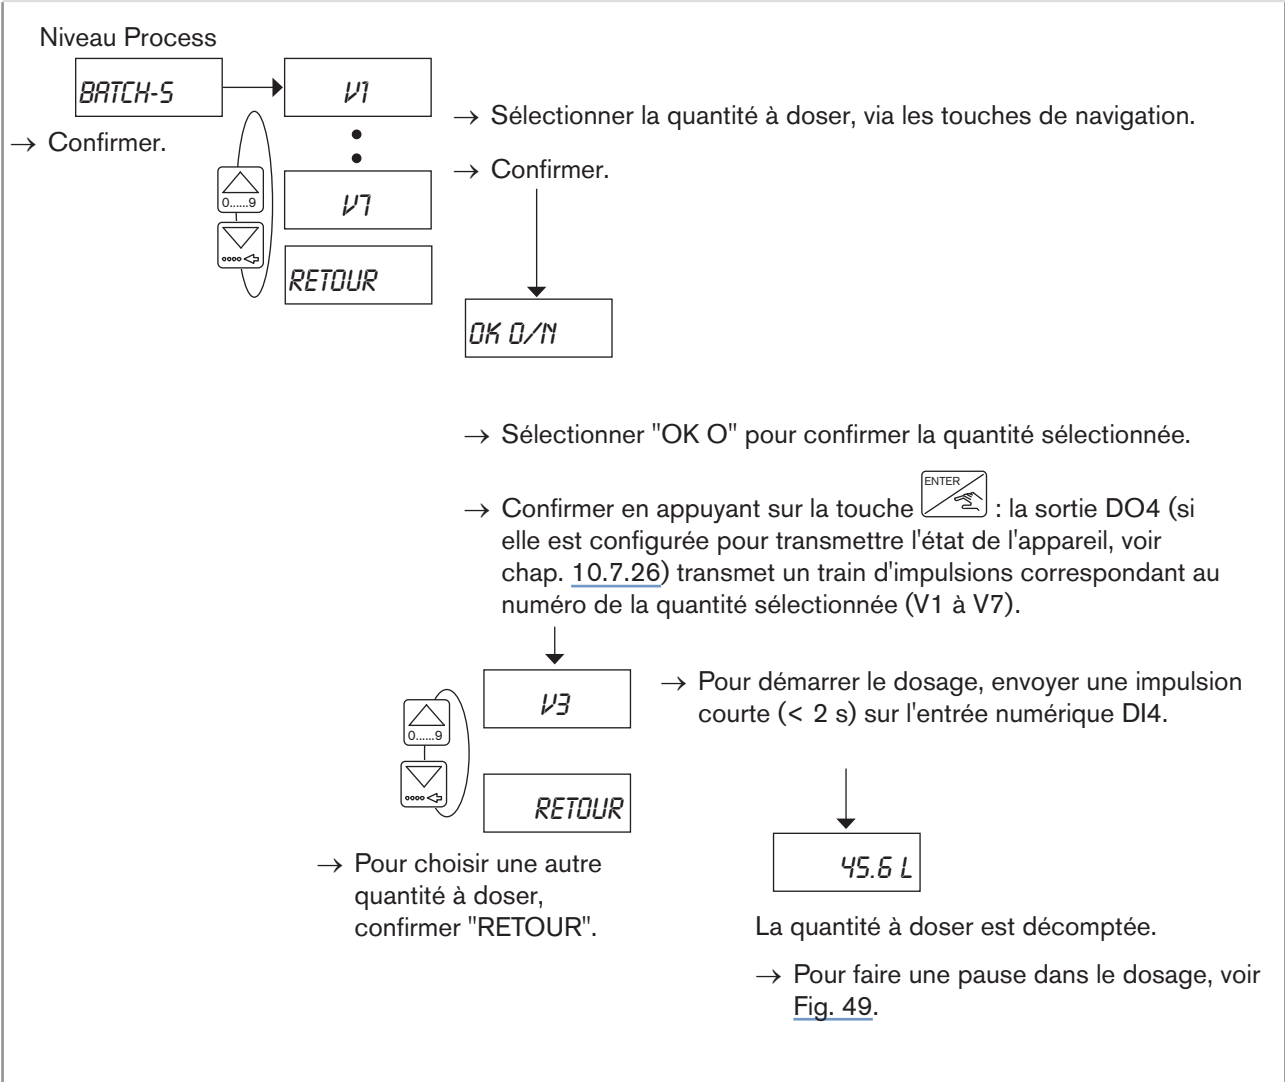 Niveau Process
BATCH-S
V1
→ Sélectionner la quantité à doser, via les touches de navigation.
→ Confirmer.
→ Confirmer.
0......9
V7
RETOUR
OK O/N
→ Sélectionner "OK O" pour confirmer la quantité sélectionnée.
→ Confirmer en appuyant sur la touche ENTER : la sortie DO4 (si
elle est configurée pour transmettre l'état de l'appareil, voir
chap. 10.7.26) transmet un train d'impulsions correspondant au
numéro de la quantité sélectionnée (V1 à V7).
V3
→ Pour démarrer le dosage, envoyer une impulsion
courte (< 2 s) sur l'entrée numérique DI4.
0......9
RETOUR
→ Pour choisir une autre
quantité à doser,
confirmer "RETOUR".
45.6 L
La quantité à doser est décomptée.
→ Pour faire une pause dans le dosage, voir
Fig. 49.